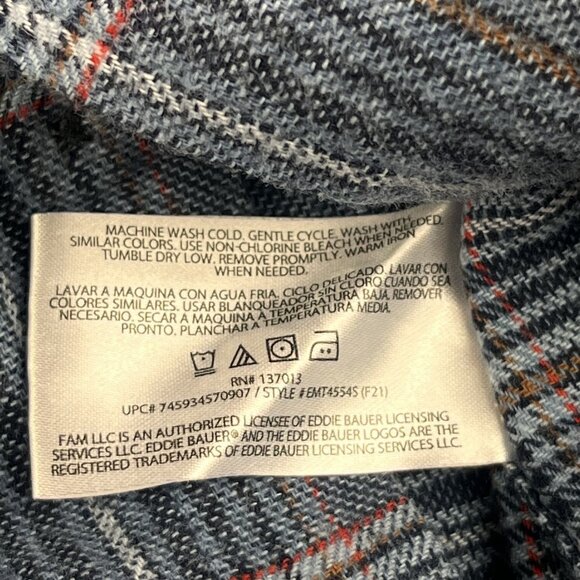 MACHINE WASH COLD, GENTLE CYCLE. WASH WITH
SIMILAR COLORS. USE NON-CHLORINE BLEACH WHEN NEEDED.
TUMBLE DRY LOW. REMOVE PROMPTLY. WARM IRON
WHEN NEEDED.
LAVAR A MAQUINA CON AGUA FRIA. CICLO DELICADO. LAVAR CON
COLORES SIMILARES. USAR BLANQUEADOR SIN CLORO CUANDO SEA
NECESARIO. SECAR A MAQUINA A TEMPERATURA BAJA. REMOVER
PRONTO. PLANCHAR A TEMPERATURA MEDIA.
RN# 137013
UPC# 745934570907 / STYLE #EMT4554S (F21)
FAM LLC IS AN AUTHORIZED LICENSEE OF EDDIE BAUER LICENSING
SERVICES LLC. EDDIE BAUER® AND THE EDDIE BAUER LOGOS ARE THE
REGISTERED TRADEMARKS OF EDDIE BAUER LICENSING SERVICES LLC.